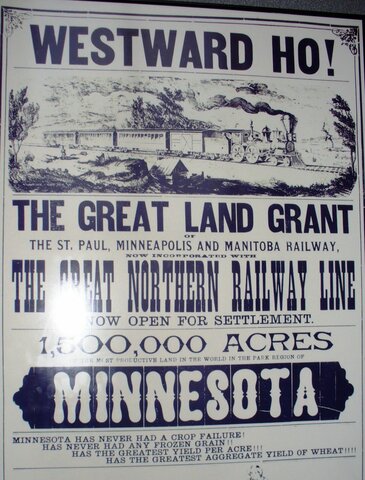 WESTWARD HO!
THE GREAT LAND GRANT
OF
THE ST. PAUL, MINNEAPOLIS AND MANITOBA RAILWAY,
NOW INCORPORATED WITH
THE GREAT NORTHERN RAILWAY LINE
NOW OPEN FOR SETTLEMENT.
1,500,000 ACRES
OF THE MOST PRODUCTIVE LAND IN THE WORLD IN THE PARK REGION OF
MINNESOTA
MINNESOTA HAS NEVER HAD A CROP FAILURE!
HAS NEVER HAD ANY FROZEN GRAIN!!
HAS THE GREATEST YIELD PER ACRE!!!
HAS THE GREATEST AGGREGATE YIELD OF WHEAT!!!!